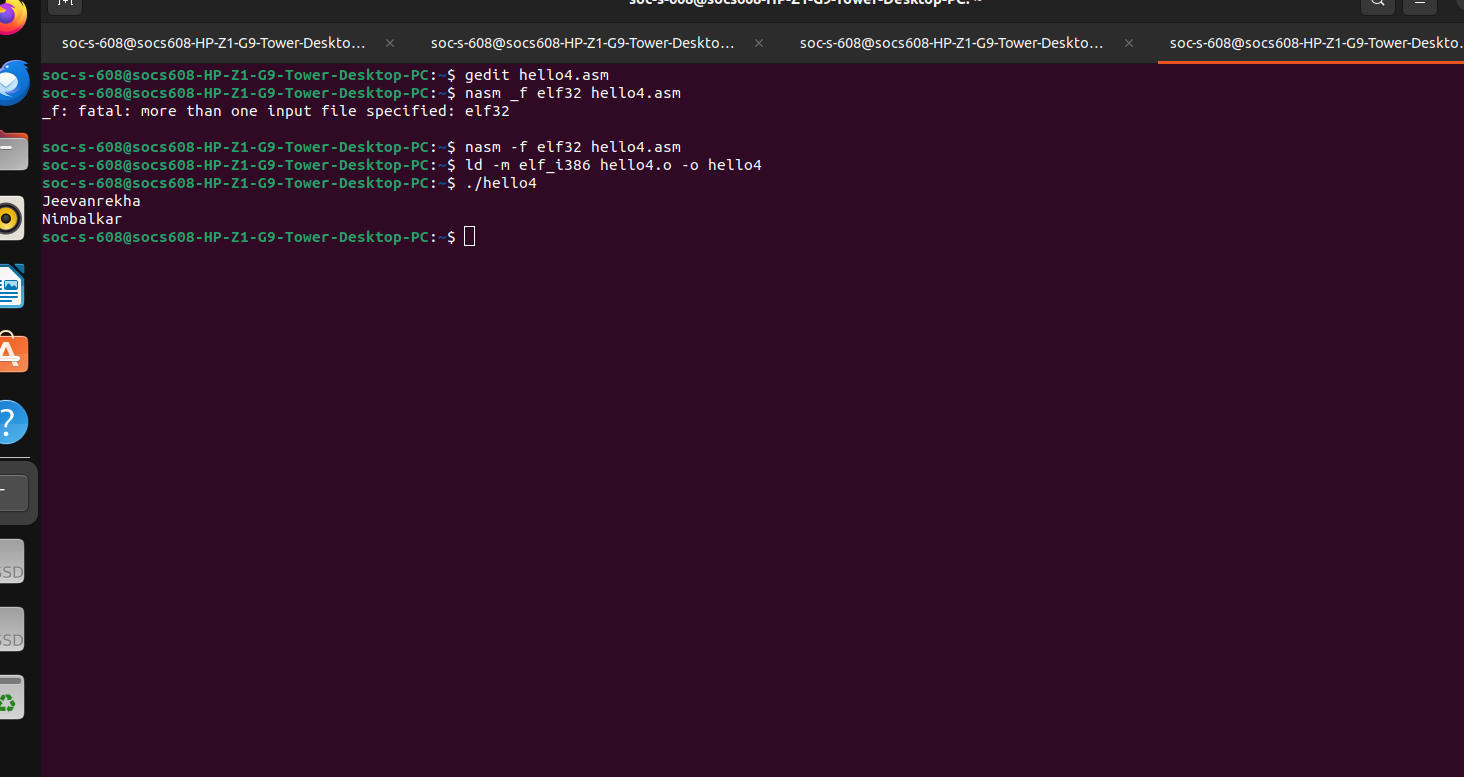 soc-s-608@socs608-HP-Z1-G9-Tower-Desktop-PC: ~
soc-s-608@socs608-HP-Z1-G9-Tower-Deskto... × soc-s-608@socs608-HP-Z1-G9-Tower-Deskto... × soc-s-608@socs608-HP-Z1-G9-Tower-Deskto... × soc-s-608@socs608-HP-Z1-G9-Tower-Deskto.
soc-s-608@socs608-HP-Z1-G9-Tower-Desktop-PC:~$ gedit hello4.asm
soc-s-608@socs608-HP-Z1-G9-Tower-Desktop-PC:~$ nasm _f elf32 hello4.asm
_f: fatal: more than one input file specified: elf32
soc-s-608@socs608-HP-Z1-G9-Tower-Desktop-PC:~$ nasm -f elf32 hello4.asm
soc-s-608@socs608-HP-Z1-G9-Tower-Desktop-PC:~$ ld -m elf_i386 hello4.o -o hello4
soc-s-608@socs608-HP-Z1-G9-Tower-Desktop-PC:~$ ./hello4
Jeevanrekha
Nimbalkar
soc-s-608@socs608-HP-Z1-G9-Tower-Desktop-PC:~$
SSD
SSD